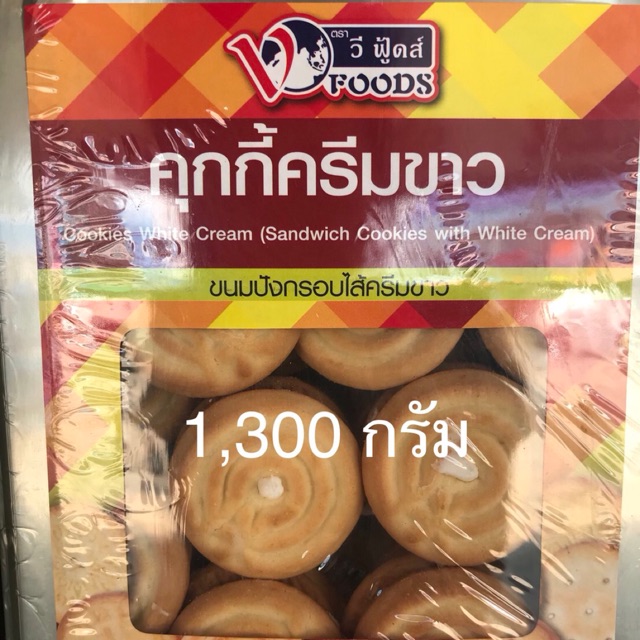 ตรา วี ฟู้ดส์
V FOODS
คุกกี้ครีมขาว
Cookies White Cream (Sandwich Cookies with White Cream)
ขนมปังกรอบไส้ครีมขาว
1,300 กรัม